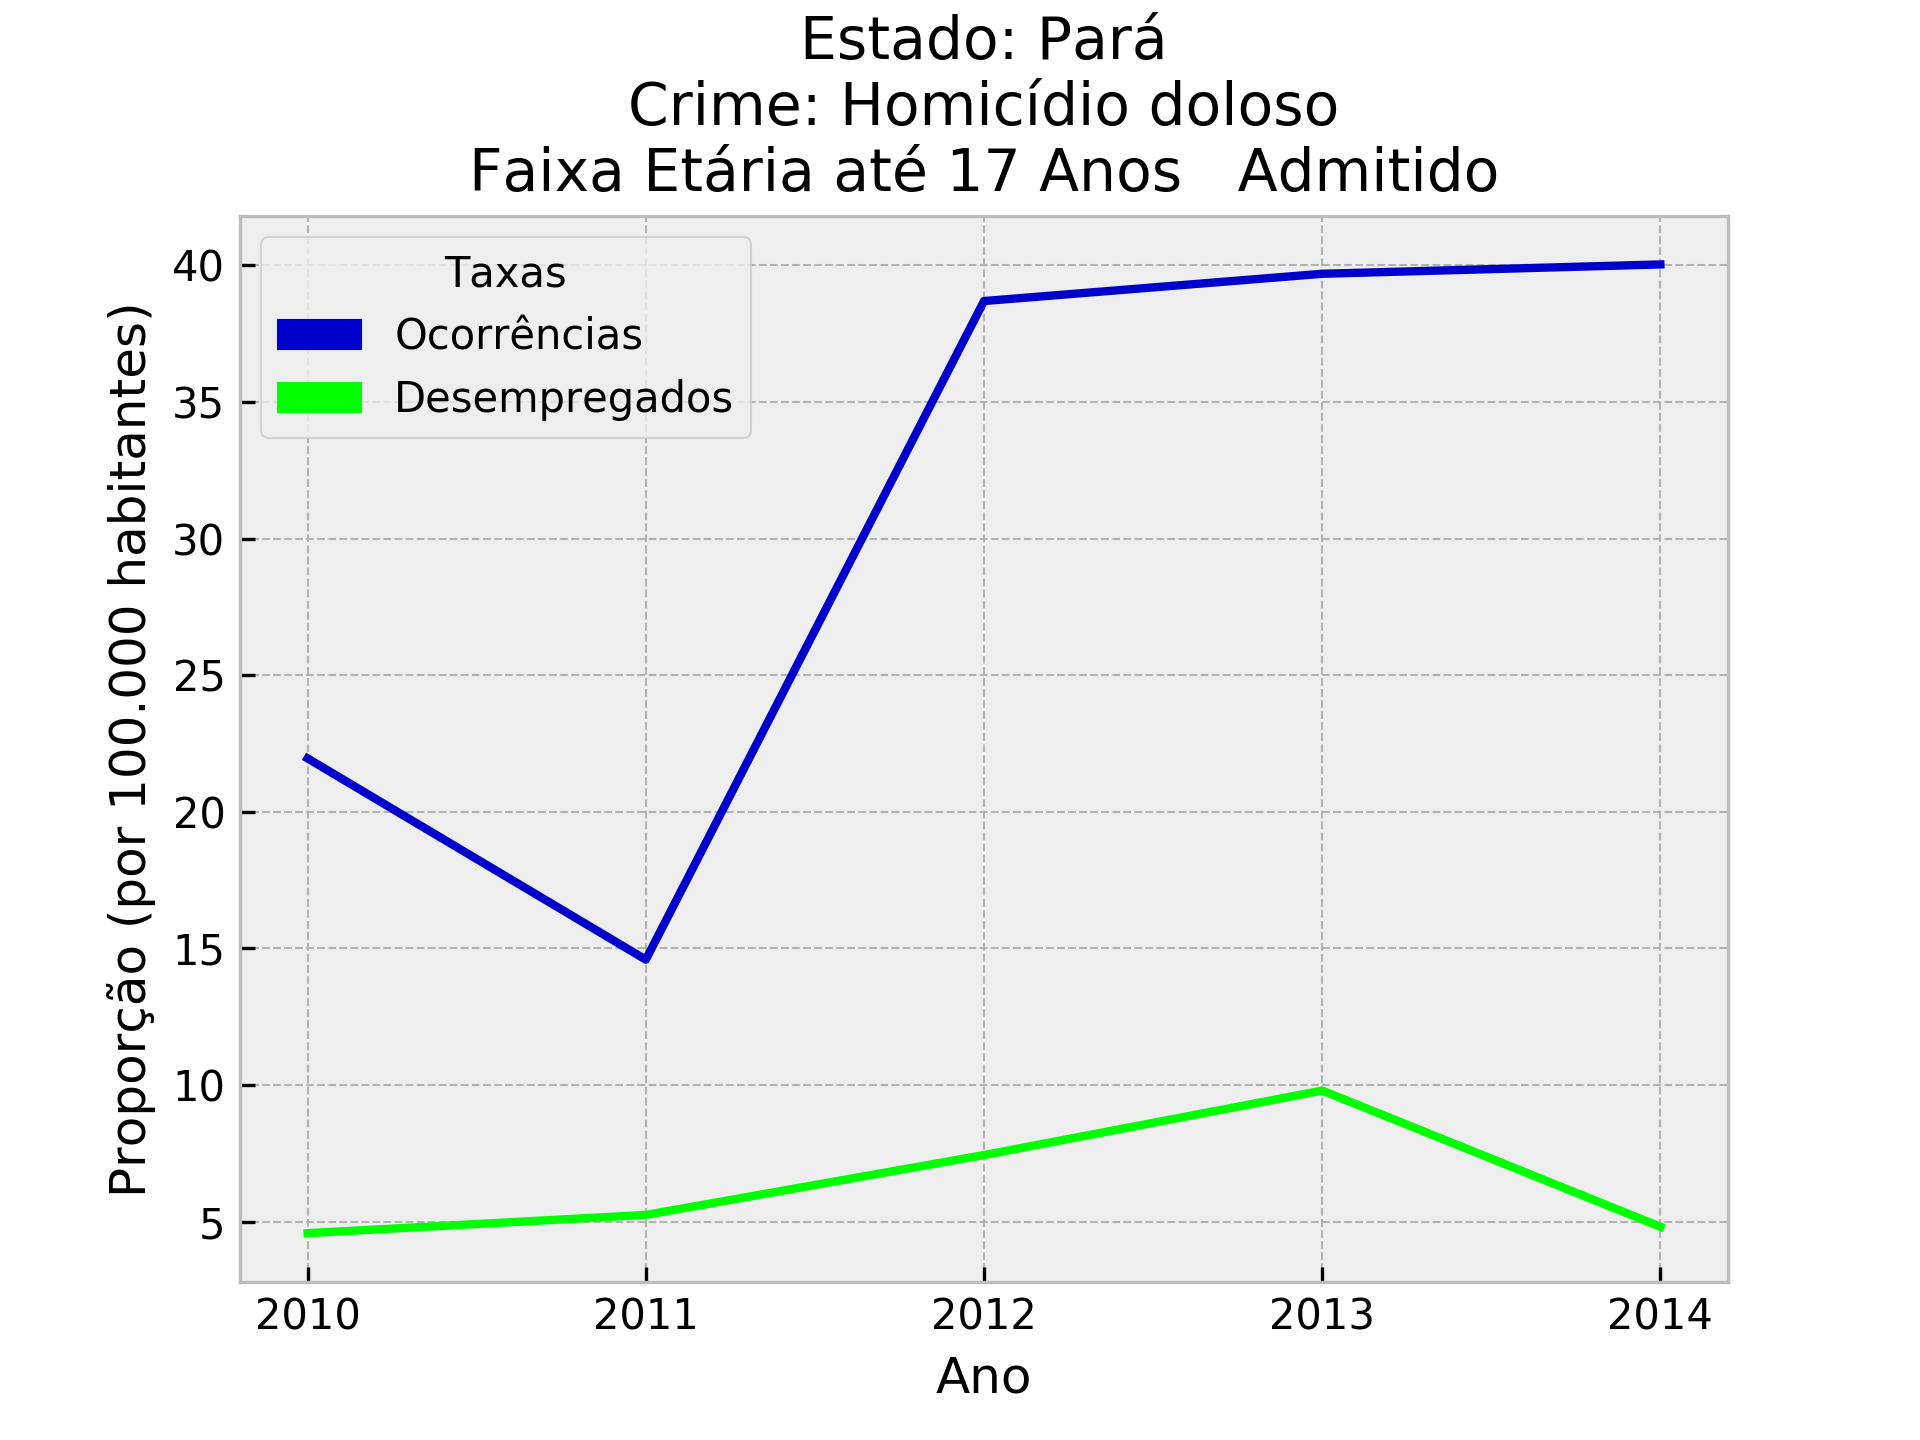 Estado: Pará
Crime: Homicídio doloso
Faixa Etária até 17 Anos   Admitido
Taxas
Ocorrências
Desempregados
Proporção (por 100.000 habitantes)
40
35
30
25
20
15
10
5
2010 2011 2012 2013 2014
Ano